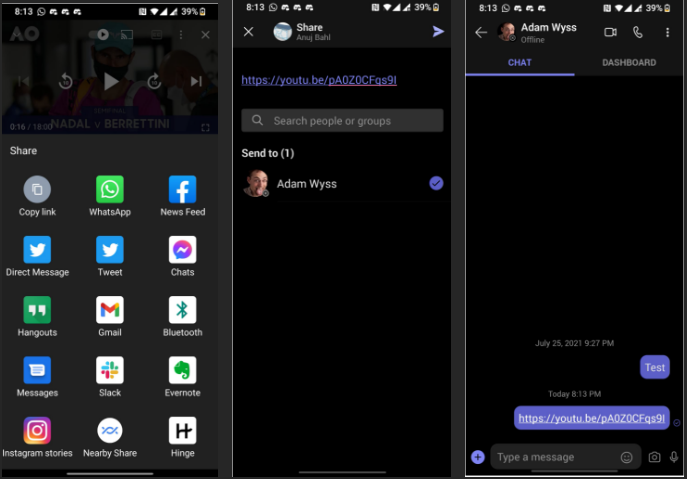 8:13 39%
AO
NADAL v BERRETTINI
0:16 / 18:00
Share
Copy link WhatsApp News Feed
Direct Message Tweet Chats
Hangouts Gmail Bluetooth
Messages Slack Evernote
Instagram stories Nearby Share Hinge
8:13 39%
Share
Anuj Bahl
https://youtu.be/pA0Z0CFqs9I
Search people or groups
Send to (1)
Adam Wyss
8:13 39%
Adam Wyss
Offline
CHAT DASHBOARD
July 25, 2021 9:27 PM
Test
Today 8:13 PM
https://youtu.be/pA0Z0CFqs9I
Type a message